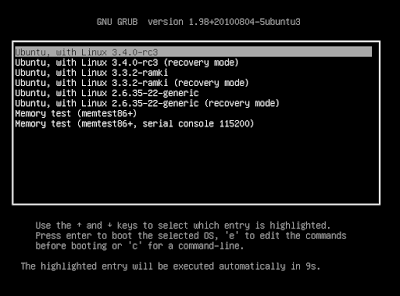 GNU GRUB version 1.98+20100804-5ubuntu3
Ubuntu, with Linux 3.4.0-rc3
Ubuntu, with Linux 3.4.0-rc3 (recovery mode)
Ubuntu, with Linux 3.3.2-ramki
Ubuntu, with Linux 3.3.2-ramki (recovery mode)
Ubuntu, with Linux 2.6.35-22-generic
Ubuntu, with Linux 2.6.35-22-generic (recovery mode)
Memory test (memtest86+)
Memory test (memtest86+, serial console 115200)
Use the ↑ and ↓ keys to select which entry is highlighted.
Press enter to boot the selected OS, 'e' to edit the commands
before booting or 'c' for a command-line.
The highlighted entry will be executed automatically in 9s.